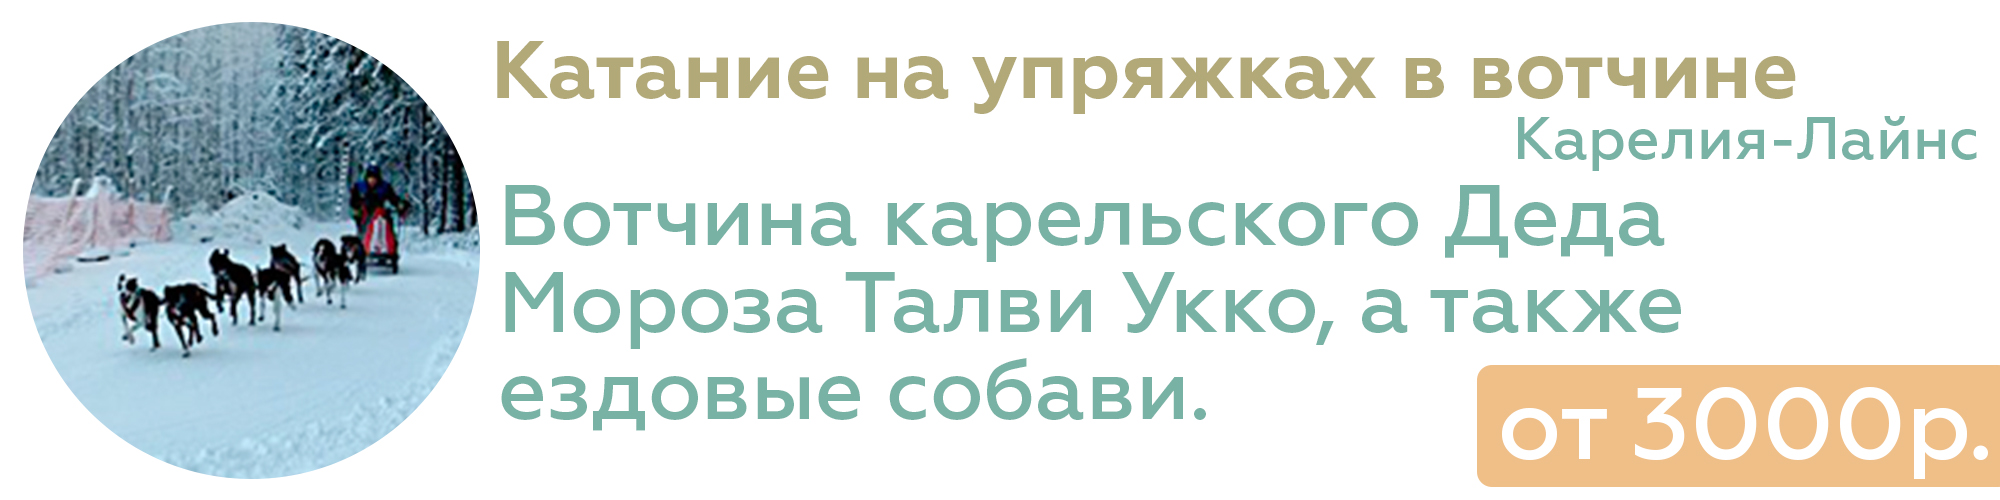 Катание на упряжках в вотчине
Карелия-Лайнс
Вотчина карельского Деда
Мороза Талви Укко, а также
ездовые собави.
от 3000р.